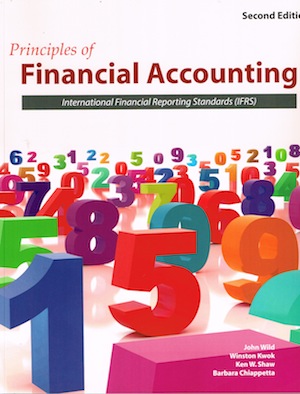 Second Editi
Principles of
Financial Accounting
International Financial Reporting Standards (IFRS)
John Wild
Winston Kwok
Ken W. Shaw
Barbara Chiappetta